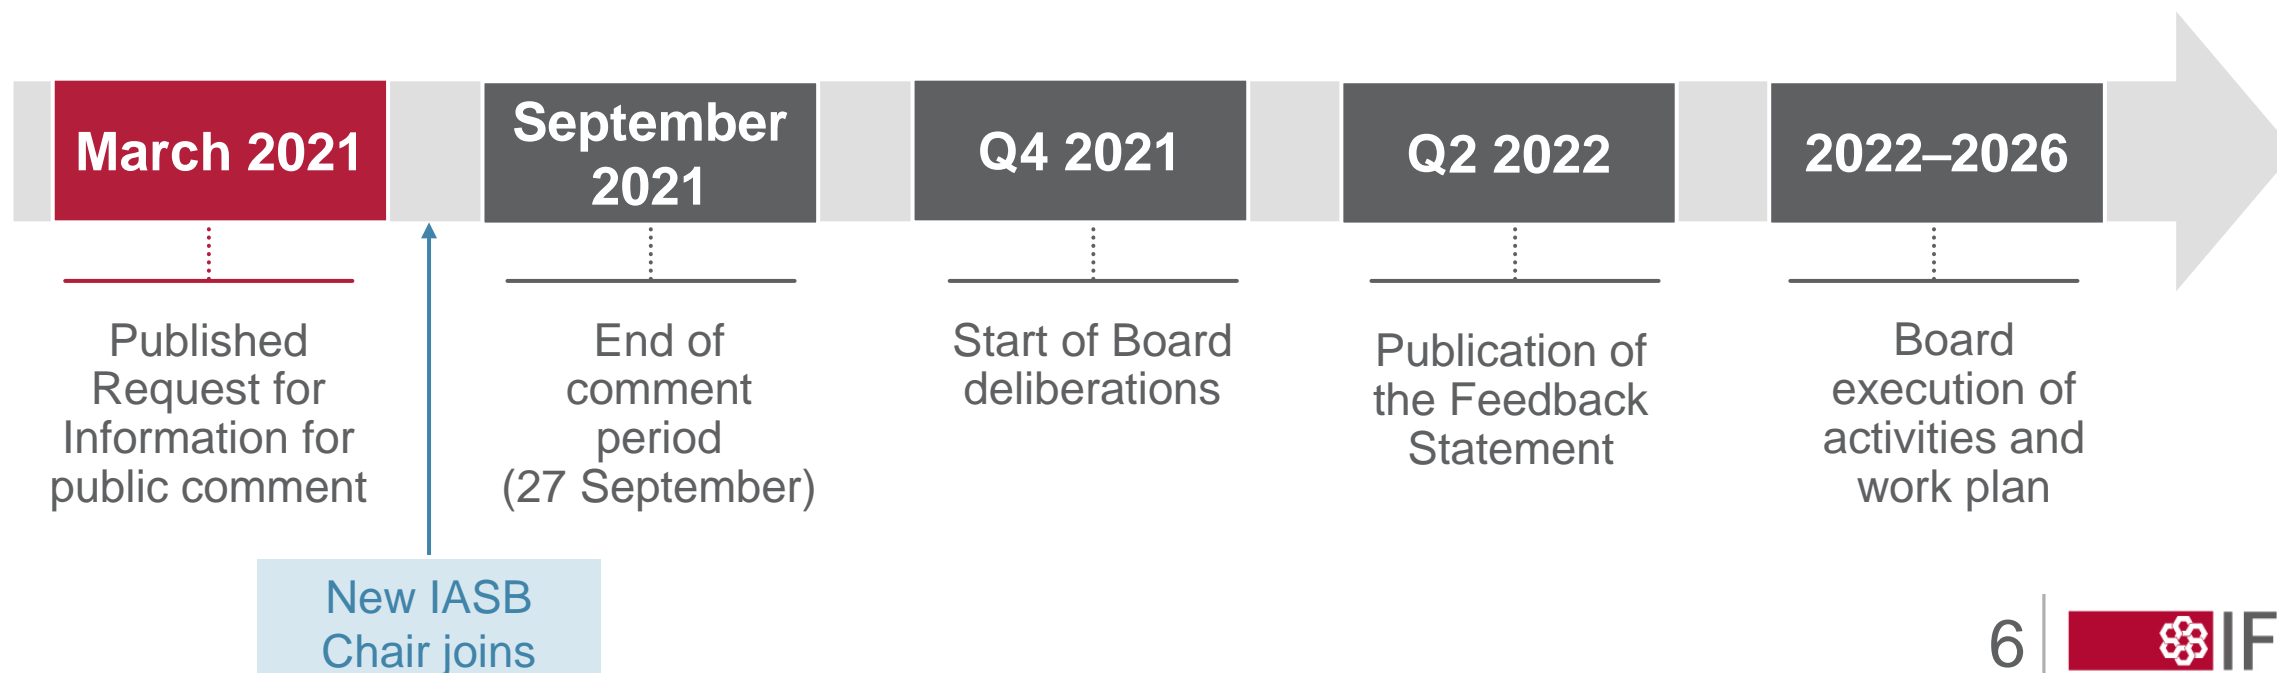 March 2021
September
2021
Q4 2021
Q2 2022
2022–2026
Published
Request for
Information for
public comment
End of
comment
period
(27 September)
Start of Board
deliberations
Publication of
the Feedback
Statement
Board
execution of
activities and
work plan
New IASB
Chair joins
6
IF